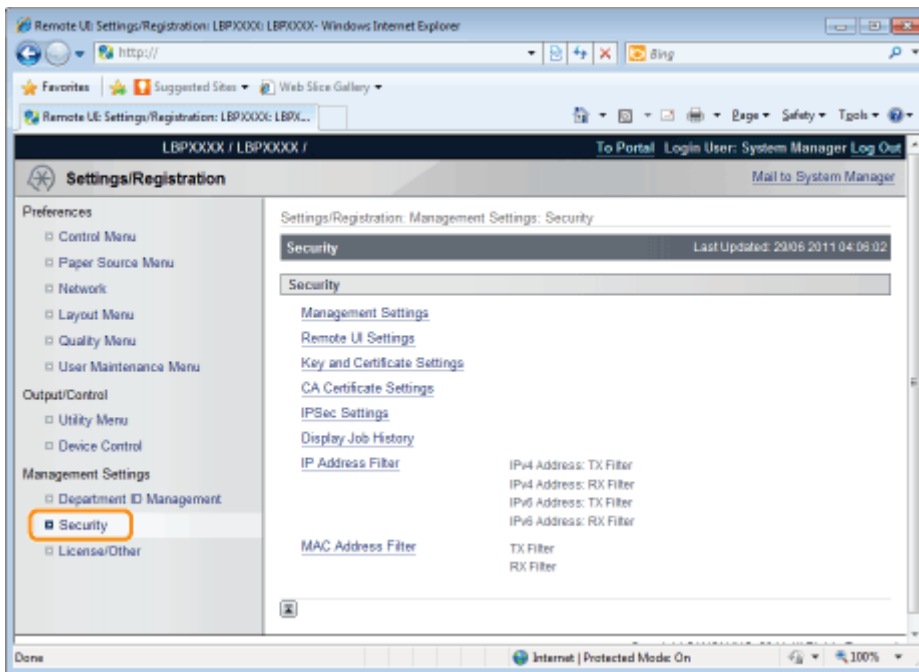 Remote UI: Settings/Registration: LBPXXXX: LBPXXXX- Windows Internet Explorer
http://
Bing
Favorites Suggested Sites Web Slice Gallery
Remote UI: Settings/Registration: LBPXXXX: LBPX...
Page Safety Tools
LBPXXXX / LBPXXXX /
To Portal Login User: System Manager Log Out
Settings/Registration
Mail to System Manager
Preferences
Control Menu
Paper Source Menu
Network
Layout Menu
Quality Menu
User Maintenance Menu
Output/Control
Utility Menu
Device Control
Management Settings
Department ID Management
Security
License/Other
Settings/Registration: Management Settings: Security
Security
Last Updated: 29/06 2011 04:06:02
Security
Management Settings
Remote UI Settings
Key and Certificate Settings
CA Certificate Settings
IPSec Settings
Display Job History
IP Address Filter
IPv4 Address: TX Filter
IPv4 Address: RX Filter
IPv6 Address: TX Filter
IPv6 Address: RX Filter
MAC Address Filter
TX Filter
RX Filter
Done
Internet | Protected Mode: On
100%